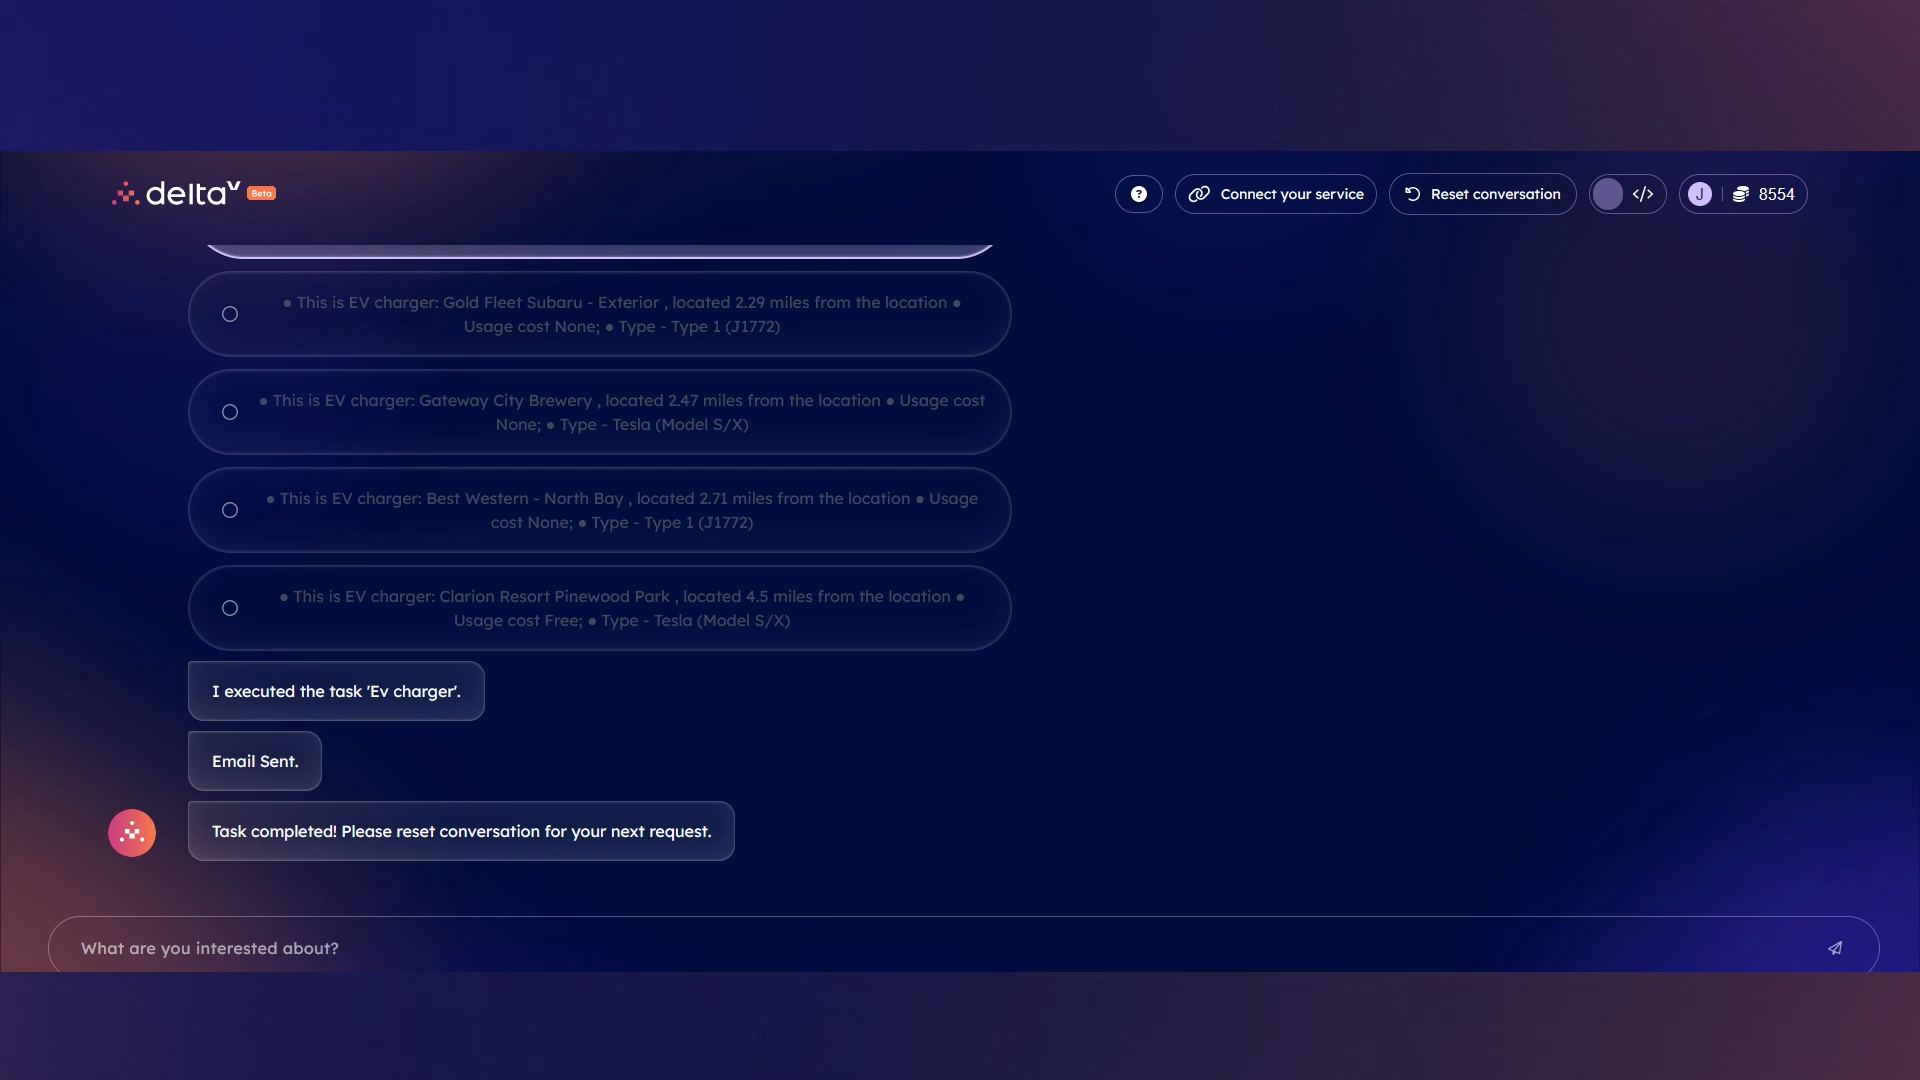 deltaV Beta
?
Connect your service
Reset conversation
</>
J
8554
● This is EV charger: Gold Fleet Subaru - Exterior , located 2.29 miles from the location ●
Usage cost None; ● Type - Type 1 (J1772)
● This is EV charger: Gateway City Brewery , located 2.47 miles from the location ● Usage cost
None; ● Type - Tesla (Model S/X)
● This is EV charger: Best Western - North Bay , located 2.71 miles from the location ● Usage
cost None; ● Type - Type 1 (J1772)
● This is EV charger: Clarion Resort Pinewood Park , located 4.5 miles from the location ●
Usage cost Free; ● Type - Tesla (Model S/X)
I executed the task 'Ev charger'.
Email Sent.
Task completed! Please reset conversation for your next request.
What are you interested about?